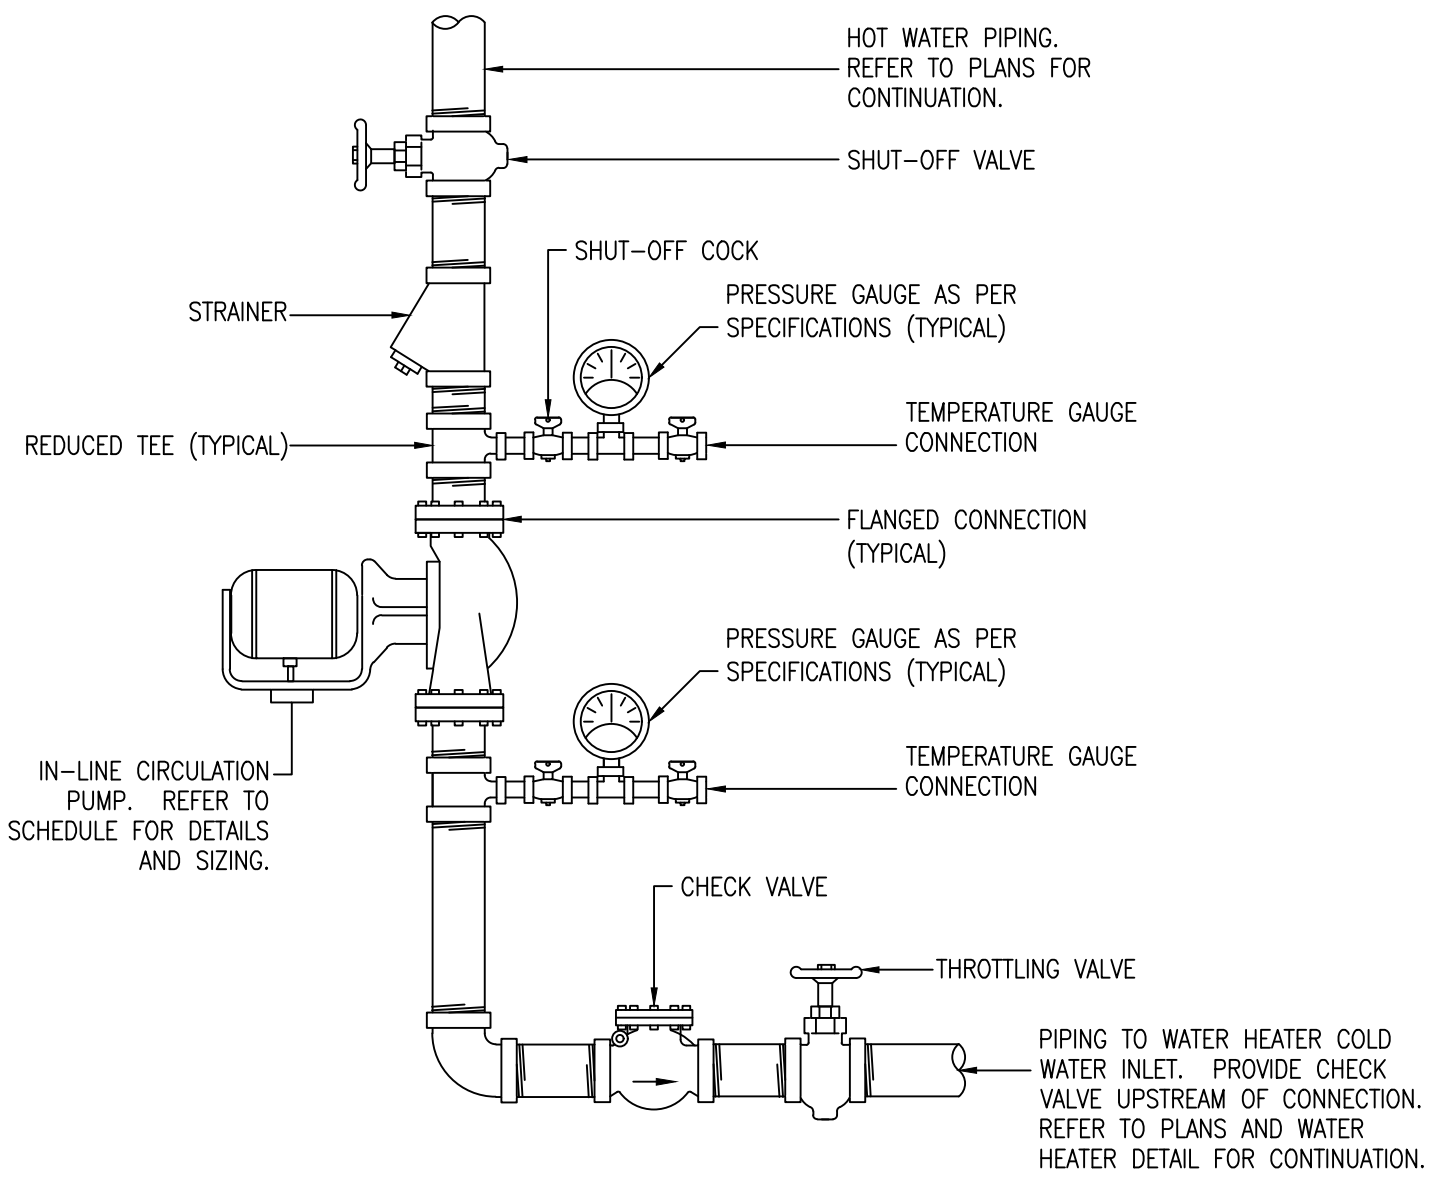 HOT WATER PIPING.
REFER TO PLANS FOR
CONTINUATION.
SHUT-OFF VALVE
SHUT-OFF COCK
PRESSURE GAUGE AS PER
SPECIFICATIONS (TYPICAL)
STRAINER
TEMPERATURE GAUGE
CONNECTION
REDUCED TEE (TYPICAL)
FLANGED CONNECTION
(TYPICAL)
PRESSURE GAUGE AS PER
SPECIFICATIONS (TYPICAL)
TEMPERATURE GAUGE
CONNECTION
IN-LINE CIRCULATION
PUMP. REFER TO
SCHEDULE FOR DETAILS
AND SIZING.
CHECK VALVE
THROTTLING VALVE
PIPING TO WATER HEATER COLD
WATER INLET. PROVIDE CHECK
VALVE UPSTREAM OF CONNECTION.
REFER TO PLANS AND WATER
HEATER DETAIL FOR CONTINUATION.